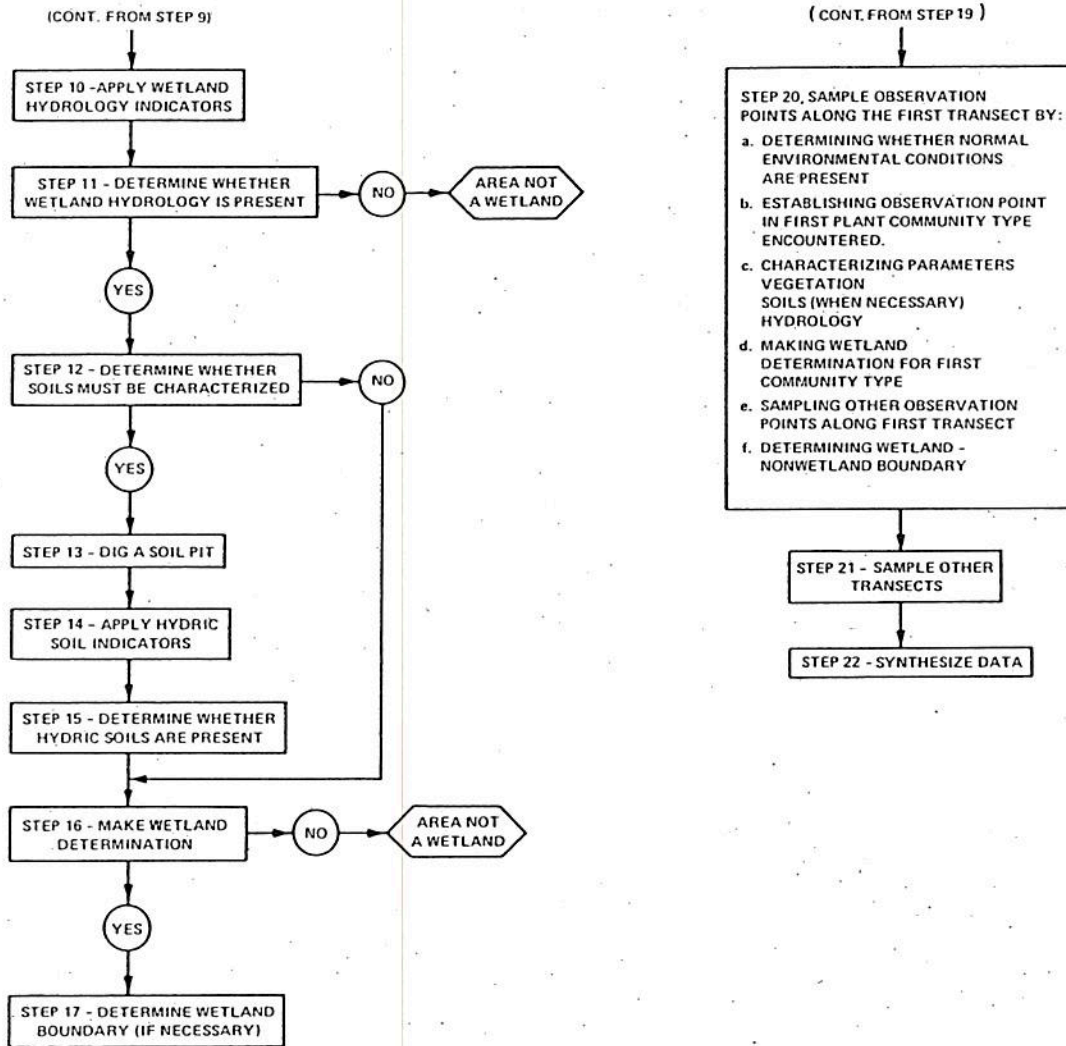 (CONT. FROM STEP 9)
STEP 10 - APPLY WETLAND
HYDROLOGY INDICATORS
STEP 11 - DETERMINE WHETHER
WETLAND HYDROLOGY IS PRESENT
NO
AREA NOT
A WETLAND
YES
STEP 12 - DETERMINE WHETHER
SOILS MUST BE CHARACTERIZED
NO
YES
STEP 13 - DIG A SOIL PIT
STEP 14 - APPLY HYDRIC
SOIL INDICATORS
STEP 15 - DETERMINE WHETHER
HYDRIC SOILS ARE PRESENT
STEP 16 - MAKE WETLAND
DETERMINATION
NO
AREA NOT
A WETLAND
YES
STEP 17 - DETERMINE WETLAND
BOUNDARY (IF NECESSARY)
(CONT. FROM STEP 19)
STEP 20, SAMPLE OBSERVATION
POINTS ALONG THE FIRST TRANSECT BY:
a. DETERMINING WHETHER NORMAL
ENVIRONMENTAL CONDITIONS
ARE PRESENT
b. ESTABLISHING OBSERVATION POINT
IN FIRST PLANT COMMUNITY TYPE
ENCOUNTERED.
c. CHARACTERIZING PARAMETERS
VEGETATION
SOILS (WHEN NECESSARY)
HYDROLOGY
d. MAKING WETLAND
DETERMINATION FOR FIRST
COMMUNITY TYPE
e. SAMPLING OTHER OBSERVATION
POINTS ALONG FIRST TRANSECT
f. DETERMINING WETLAND -
NONWETLAND BOUNDARY
STEP 21 - SAMPLE OTHER
TRANSECTS
STEP 22 - SYNTHESIZE DATA